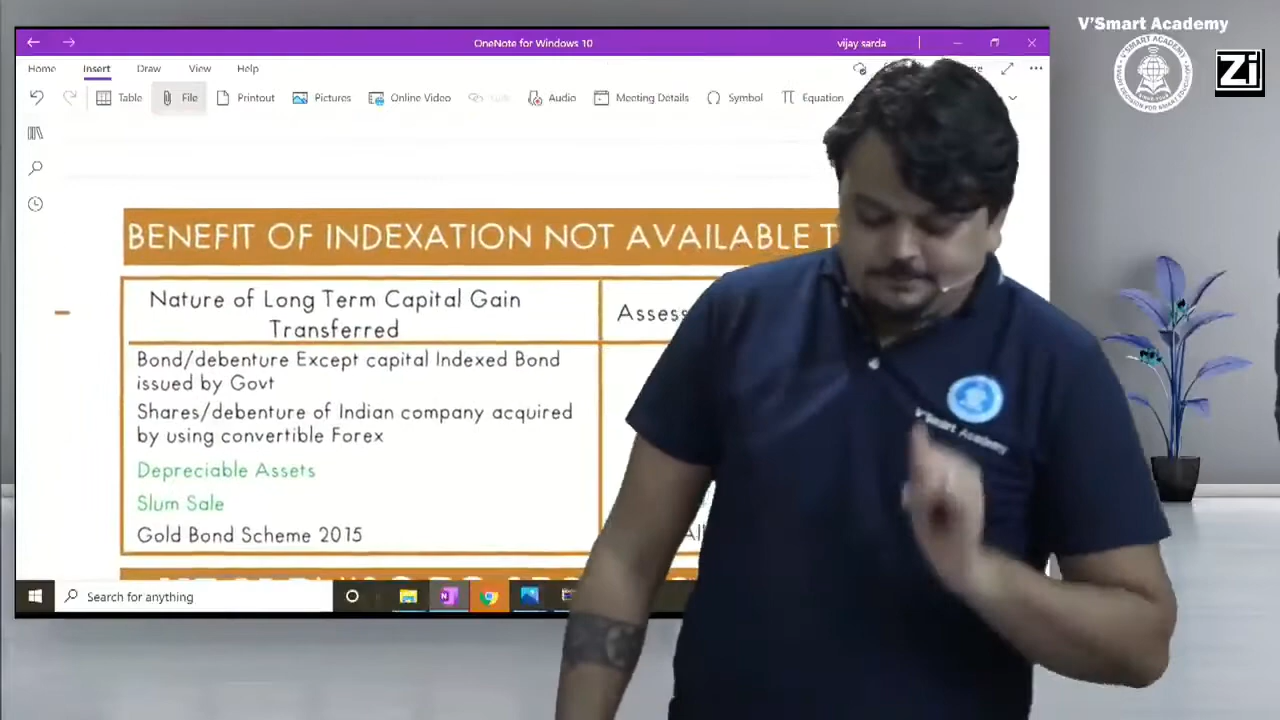 V'Smart Academy
Zi
OneNote for Windows 10
vijay sarda
Home Insert Draw View Help
Table File Printout Pictures Online Video Audio Meeting Details Symbol Equation
BENEFIT OF INDEXATION NOT AVAILABLE
Nature of Long Term Capital Gain
Transferred
Bond/debenture Except capital Indexed Bond
issued by Govt
Shares/debenture of Indian company acquired
by using convertible Forex
Depreciable Assets
Slum Sale
Gold Bond Scheme 2015
V'Smart Academy
Search for anything